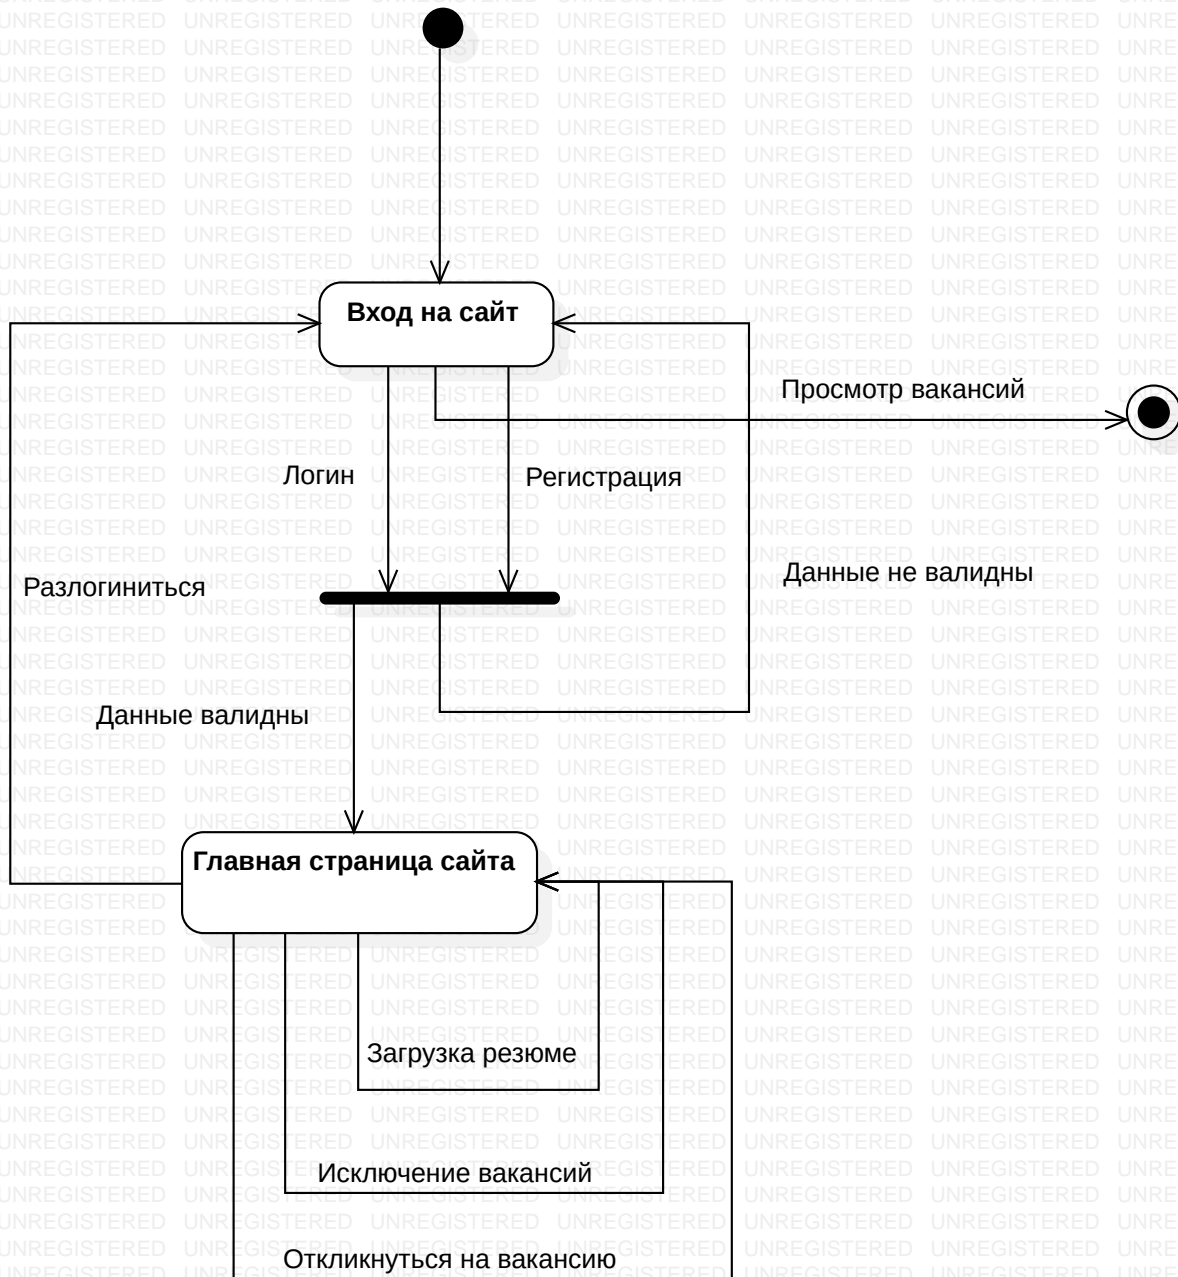 Вход на сайт
Просмотр вакансий
Логин
Регистрация
Данные не валидны
Разлогиниться
Данные валидны
Главная страница сайта
Загрузка резюме
Исключение вакансий
Откликнуться на вакансию
UNREGISTERED